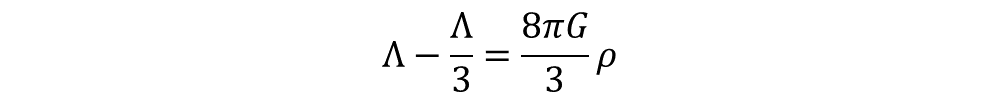 Λ − Λ/3 = 8πG/3 ρ